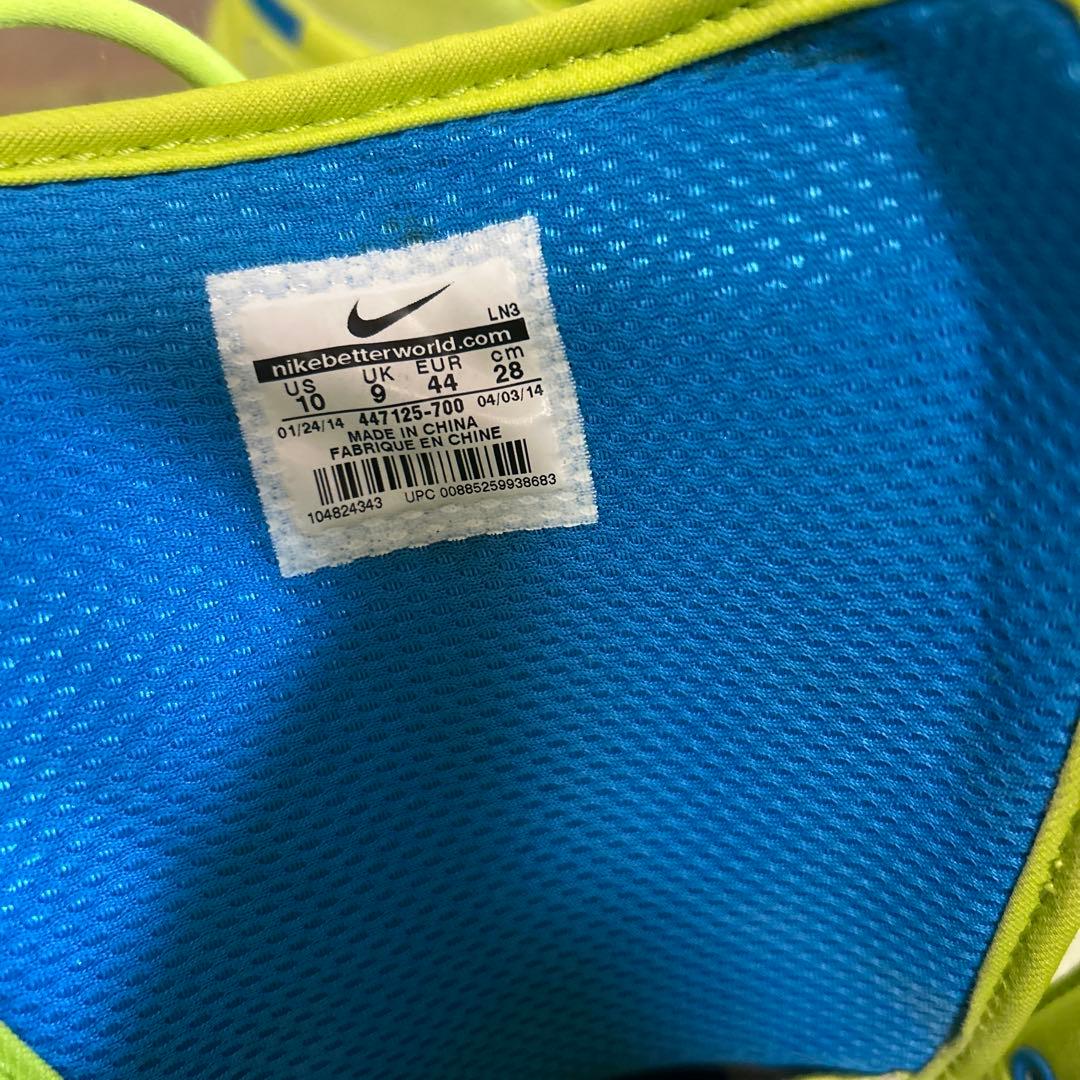 LN3
nikebetterworld.com
US UK EUR cm
10 9 44 28
01/24/14 447125-700 04/03/14
MADE IN CHINA
FABRIQUE EN CHINE
104824343 UPC 00885259938683